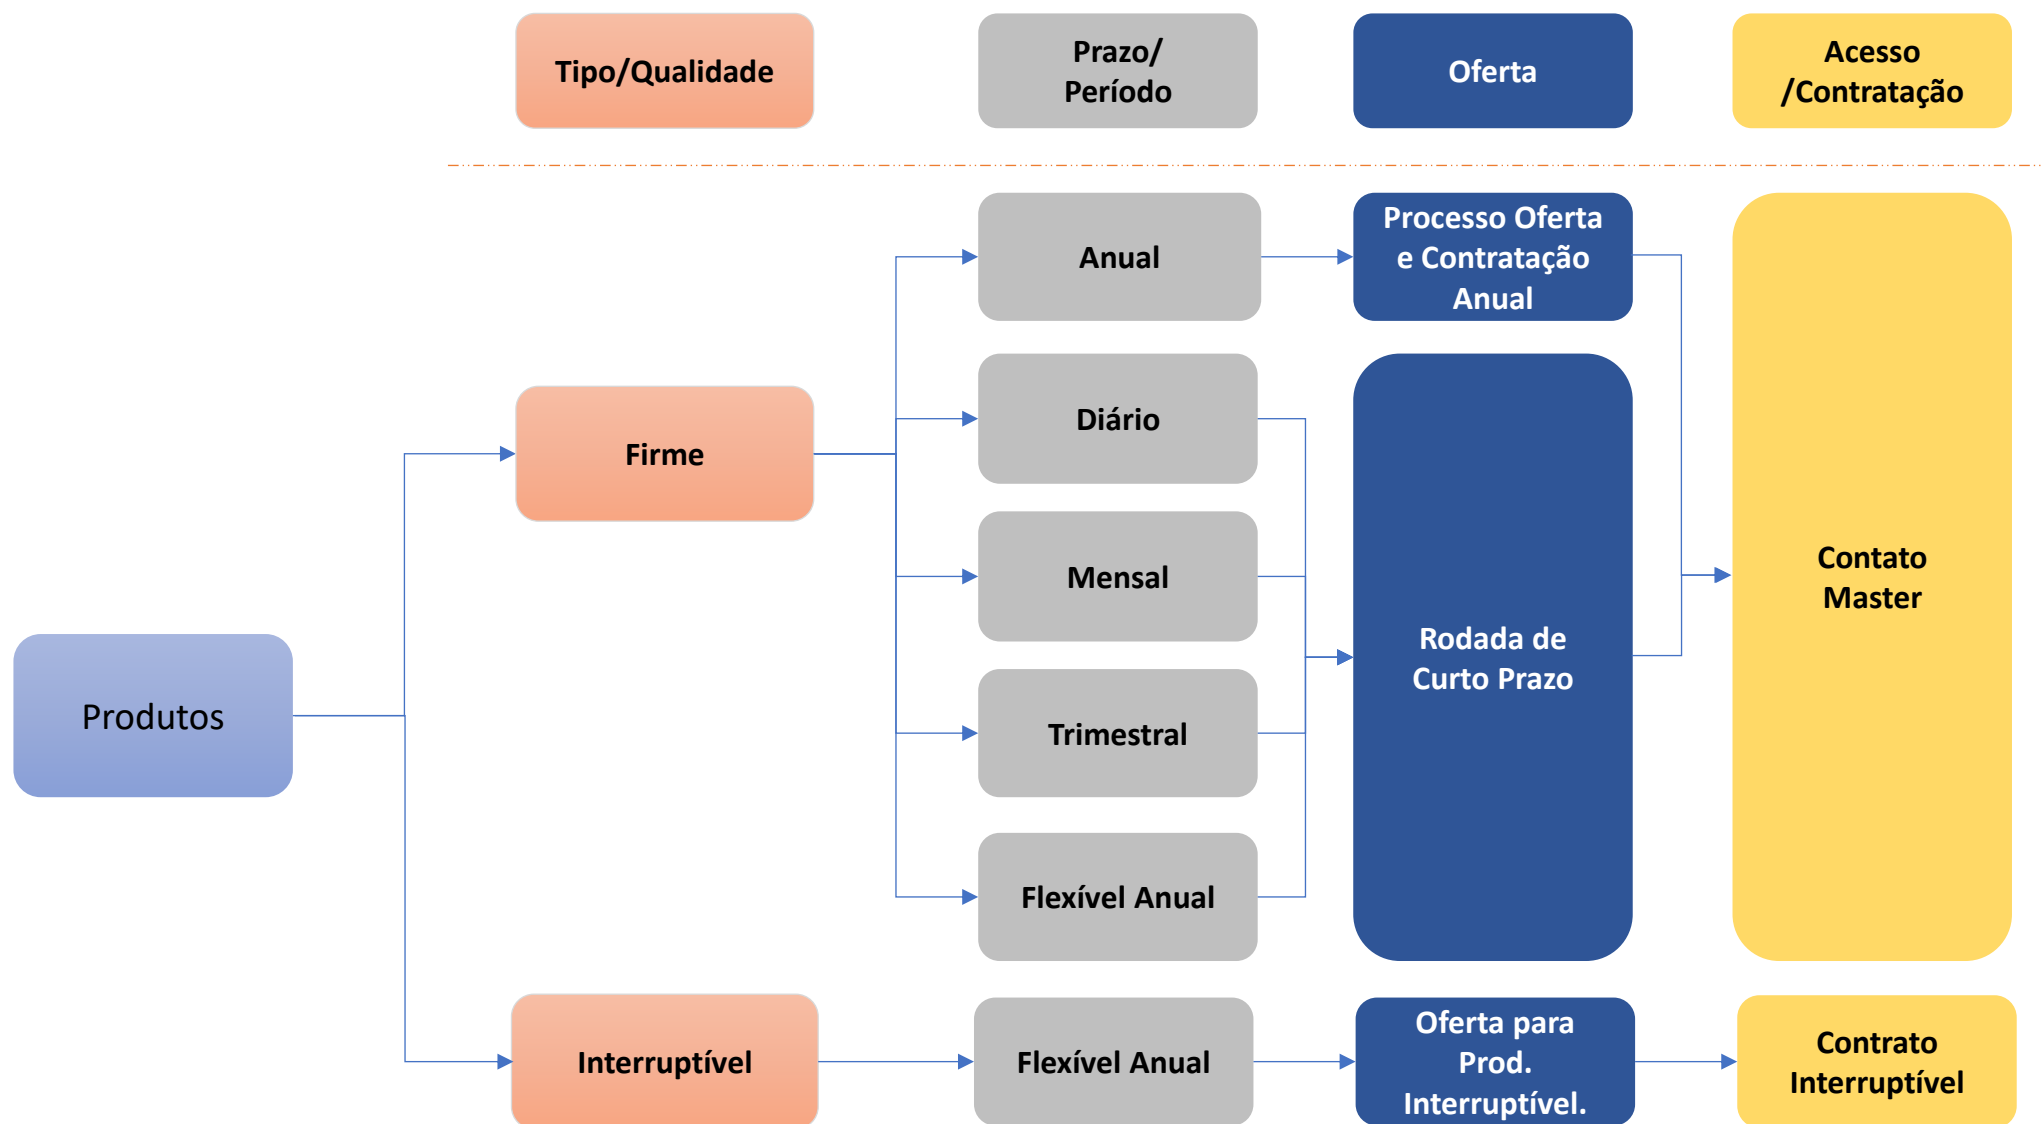 Tipo/Qualidade
Prazo/
Período
Oferta
Acesso
/Contratação
Anual
Processo Oferta
e Contratação
Anual
Diário
Firme
Mensal
Contato
Master
Rodada de
Curto Prazo
Produtos
Trimestral
Flexível Anual
Interruptível
Flexível Anual
Oferta para
Prod.
Interruptível.
Contrato
Interruptível